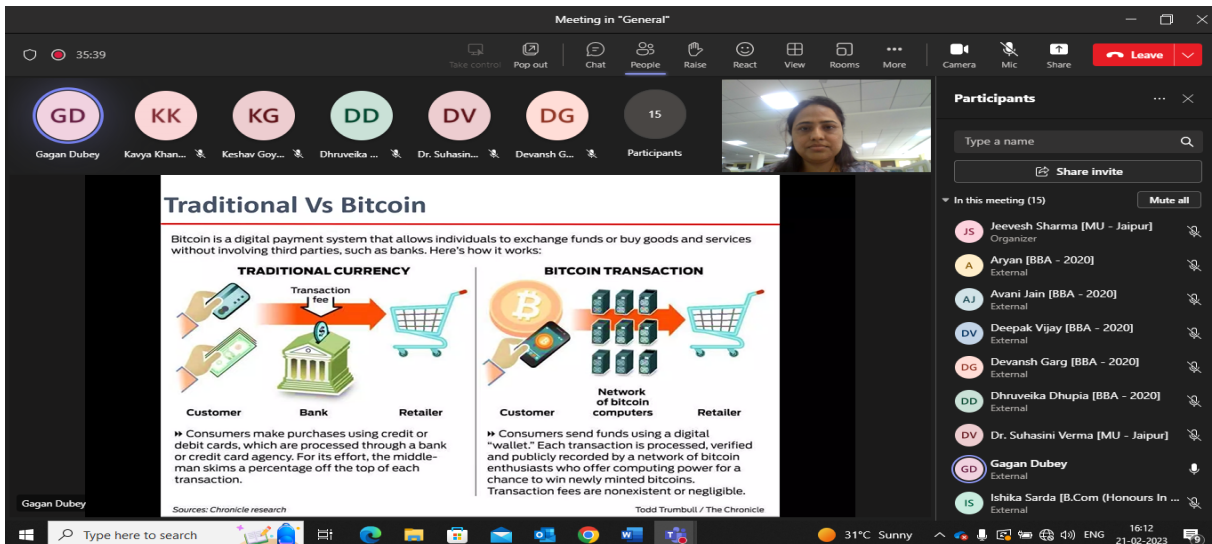 Meeting in "General"
35:39
Take control
Pop out
Chat
People
Raise
React
View
Rooms
More
Camera
Mic
Share
Leave
GD
KK
KG
DD
DV
DG
15
Gagan Dubey
Kavya Khan...
Keshav Goy...
Dhruveika ...
Dr. Suhasin...
Devansh G...
Participants
Traditional Vs Bitcoin
Bitcoin is a digital payment system that allows individuals to exchange funds or buy goods and services
without involving third parties, such as banks. Here's how it works:
TRADITIONAL CURRENCY
Transaction
fee
$
Customer
Bank
Retailer
▸▸ Consumers make purchases using credit or
debit cards, which are processed through a bank
or credit card agency. For its effort, the middle-
man skims a percentage off the top of each
transaction.
BITCOIN TRANSACTION
Network
of bitcoin
computers
Customer
Retailer
▸▸ Consumers send funds using a digital
"wallet." Each transaction is processed, verified
and publicly recorded by a network of bitcoin
enthusiasts who offer computing power for a
chance to win newly minted bitcoins.
Transaction fees are nonexistent or negligible.
Sources: Chronicle research
Todd Trumbull / The Chronicle
Gagan Dubey
Participants
Type a name
Share invite
In this meeting (15)
Mute all
JS
Jeevesh Sharma [MU - Jaipur]
Organizer
A
Aryan [BBA - 2020]
External
AJ
Avani Jain [BBA - 2020]
External
DV
Deepak Vijay [BBA - 2020]
External
DG
Devansh Garg [BBA - 2020]
External
DD
Dhruveika Dhupia [BBA - 2020]
External
DV
Dr. Suhasini Verma [MU - Jaipur]
GD
Gagan Dubey
External
IS
Ishika Sarda [B.Com (Honours In ...
External
Type here to search
31°C Sunny
ENG
16:12
21-02-2023